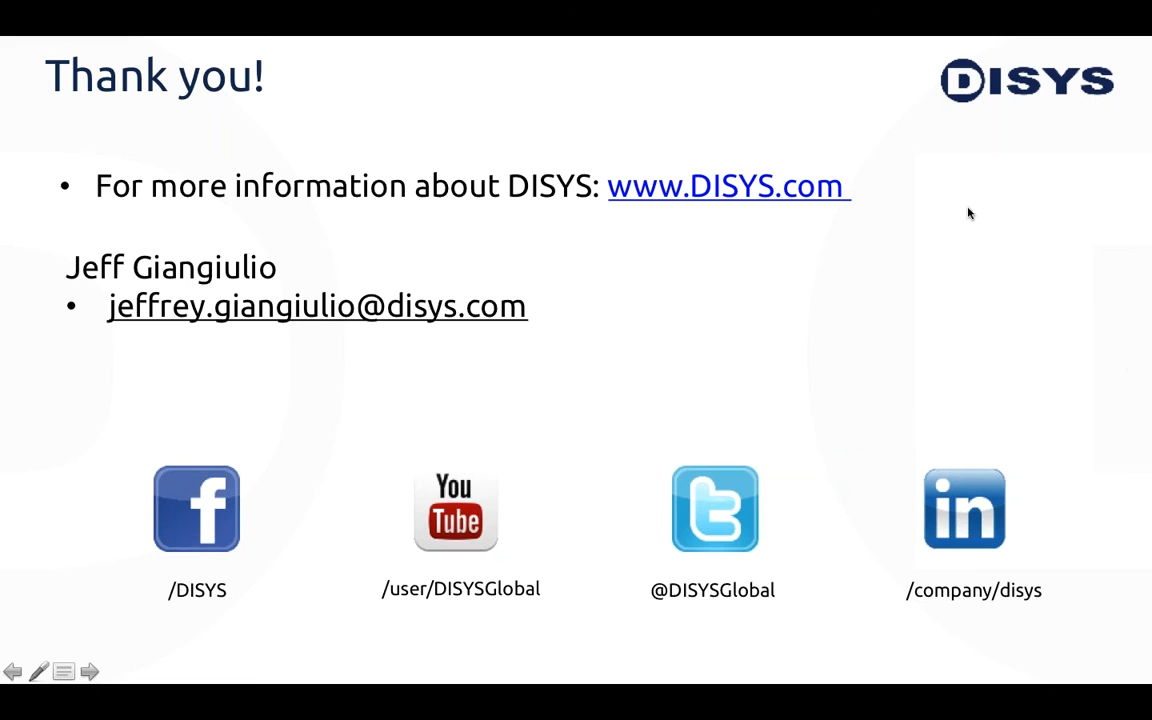 Thank you!
DISYS
• For more information about DISYS: www.DISYS.com
Jeff Giangiulio
• jeffrey.giangiulio@disys.com
f
You
Tube
t
in
/DISYS
/user/DISYSGlobal
@DISYSGlobal
/company/disys